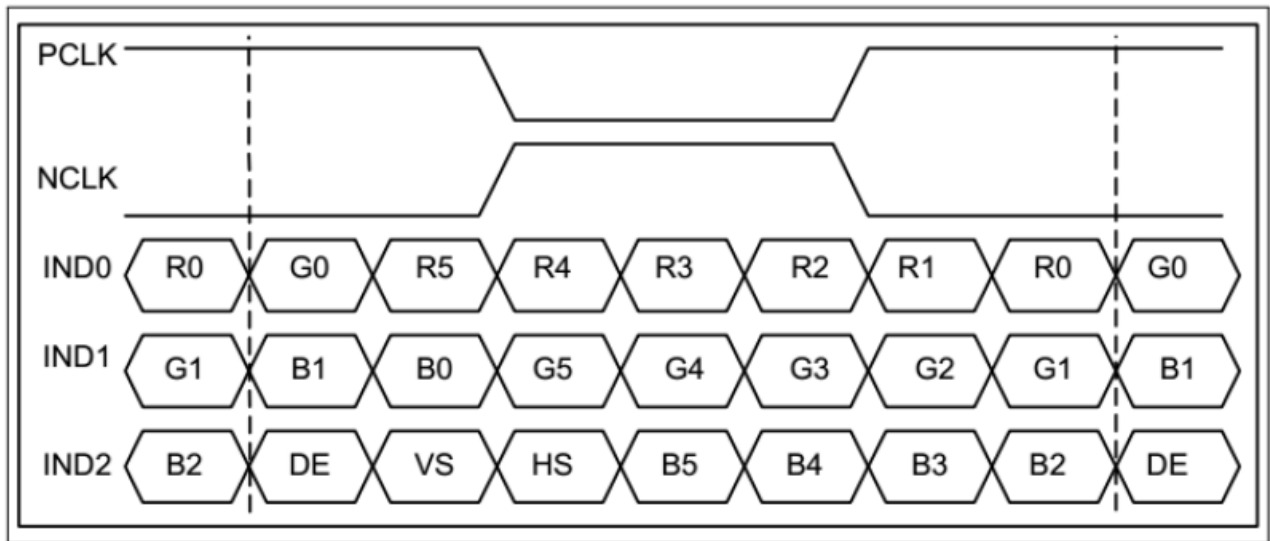 PCLK
NCLK
IND0 R0 G0 R5 R4 R3 R2 R1 R0 G0
IND1 G1 B1 B0 G5 G4 G3 G2 G1 B1
IND2 B2 DE VS HS B5 B4 B3 B2 DE